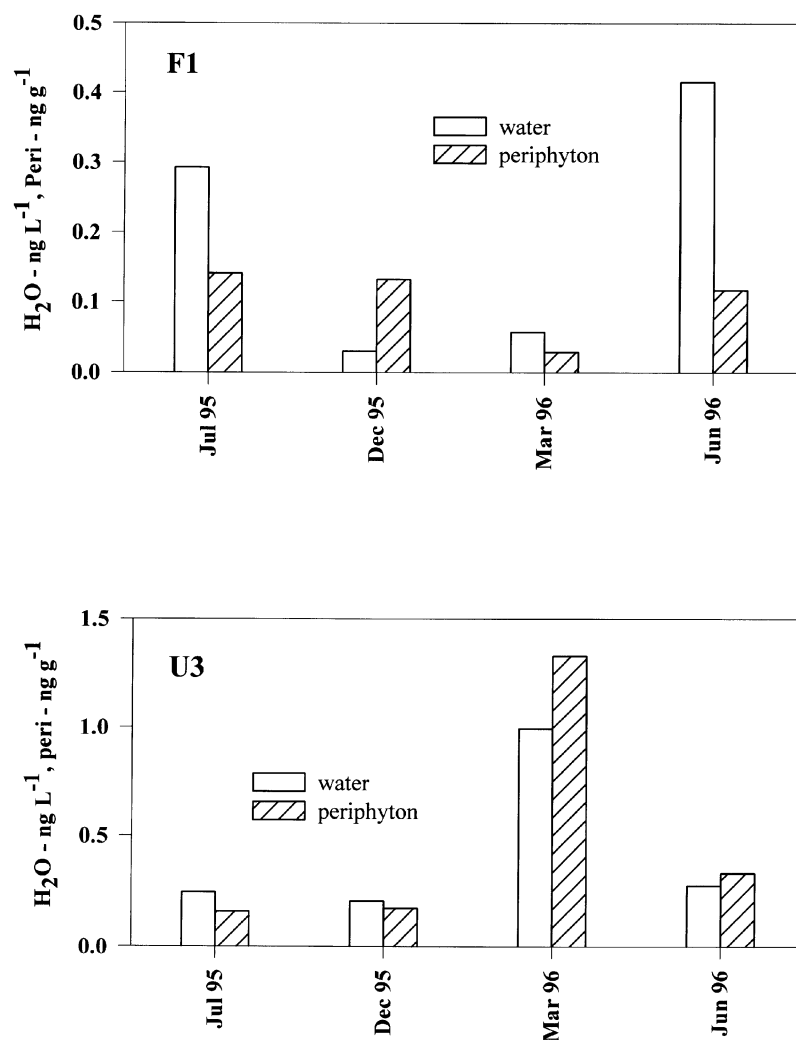 0.5
F1
0.4
water
periphyton
0.3
0.2
0.1
0.0
H₂O - ng L⁻¹, Peri - ng g⁻¹
Jul 95
Dec 95
Mar 96
Jun 96
1.5
U3
1.0
water
periphyton
0.5
0.0
H₂O - ng L⁻¹, peri - ng g⁻¹
Jul 95
Dec 95
Mar 96
Jun 96